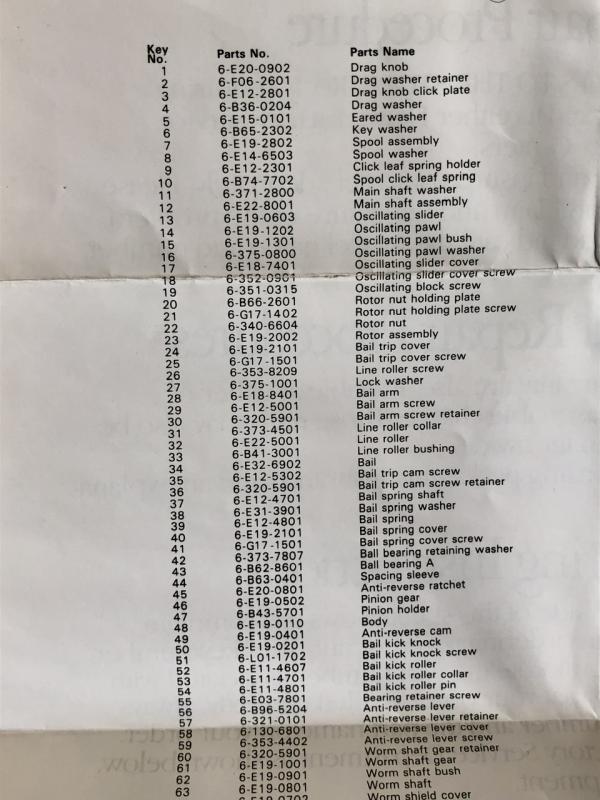 Key No. Parts No. Parts Name
1 6-E20-0902 Drag knob
2 6-F06-2601 Drag washer retainer
3 6-E12-2801 Drag knob click plate
4 6-B36-0204 Drag washer
5 6-E15-0101 Eared washer
6 6-B65-2302 Key washer
7 6-E19-2802 Spool assembly
8 6-E14-6503 Spool washer
9 6-E12-2301 Click leaf spring holder
10 6-B74-7702 Spool click leaf spring
11 6-371-2800 Main shaft washer
12 6-E22-8001 Main shaft assembly
13 6-E19-0603 Oscillating slider
14 6-E19-1202 Oscillating pawl
15 6-E19-1301 Oscillating pawl bush
16 6-375-0800 Oscillating pawl washer
17 6-E18-7401 Oscillating slider cover
18 6-352-0901 Oscillating slider cover screw
19 6-351-0315 Oscillating block screw
20 6-B66-2601 Rotor nut holding plate
21 6-G17-1402 Rotor nut holding plate screw
22 6-340-6604 Rotor nut
23 6-E19-2002 Rotor assembly
24 6-E19-2101 Bail trip cover
25 6-G17-1501 Bail trip cover screw
26 6-353-8209 Line roller screw
27 6-375-1001 Lock washer
28 6-E18-8401 Bail arm
29 6-E12-5001 Bail arm screw
30 6-320-5901 Bail arm screw retainer
31 6-373-4501 Line roller collar
32 6-E22-5001 Line roller
33 6-B41-3001 Line roller bushing
34 6-E32-6902 Bail
35 6-E12-5302 Bail trip cam screw
36 6-320-5901 Bail trip cam screw retainer
37 6-E12-4701 Bail spring shaft
38 6-E31-3901 Bail spring washer
39 6-E12-4801 Bail spring
40 6-E19-2101 Bail spring cover
41 6-G17-1501 Bail spring cover screw
42 6-373-7807 Ball bearing retaining washer
43 6-B62-8601 Ball bearing A
44 6-B63-0401 Spacing sleeve
45 6-E20-0801 Anti-reverse ratchet
46 6-E19-0502 Pinion gear
47 6-B43-5701 Pinion holder
48 6-E19-0110 Body
49 6-E19-0401 Anti-reverse cam
50 6-E19-0201 Bail kick knock
51 6-L01-1702 Bail kick knock screw
52 6-E11-4607 Bail kick roller
53 6-E11-4701 Bail kick roller collar
54 6-E11-4801 Bail kick roller pin
55 6-E03-7801 Bearing retainer screw
56 6-B96-5204 Anti-reverse lever
57 6-321-0101 Anti-reverse lever retainer
58 6-130-6801 Anti-reverse lever cover
59 6-353-4402 Anti-reverse lever screw
60 6-320-5901 Worm shaft gear retainer
61 6-E19-1001 Worm shaft gear
62 6-E19-0901 Worm shaft bush
63 6-E19-0801 Worm shaft
6-E19-0702 Worm shield cover